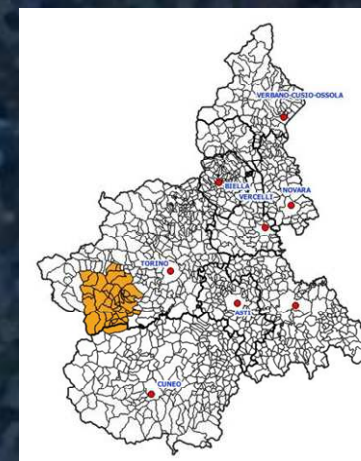 VERBANO-CUSIO-OSSOLA
BIELLA
NOVARA
VERCELLI
TORINO
ASTI
CUNEO